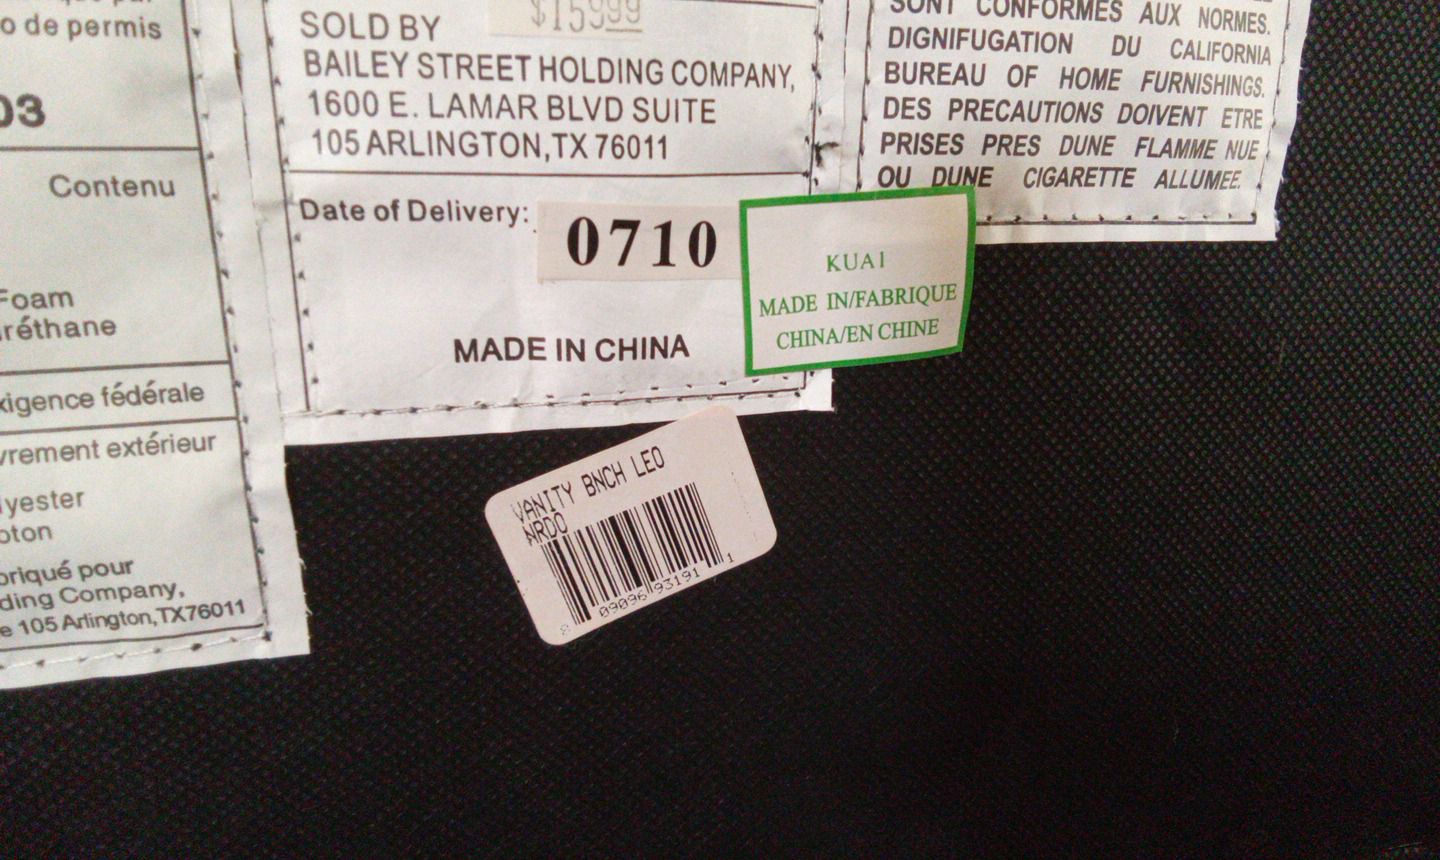 o de permis
03
Contenu
Foam
réthane
xigence fédérale
vrement extérieur
lyester
oton
briqué pour
ding Company,
e 105 Arlington,TX76011
$159.99
SOLD BY
BAILEY STREET HOLDING COMPANY,
1600 E. LAMAR BLVD SUITE
105 ARLINGTON,TX 76011
Date of Delivery:
0710
MADE IN CHINA
SONT CONFORMES AUX NORMES.
DIGNIFUGATION DU CALIFORNIA
BUREAU OF HOME FURNISHINGS.
DES PRECAUTIONS DOIVENT ETRE
PRISES PRES DUNE FLAMME NUE
OU DUNE CIGARETTE ALLUMEE.
KUAI
MADE IN/FABRIQUE
CHINA/EN CHINE
VANITY BNCH LEO
NRDO
8 09096 93191 1